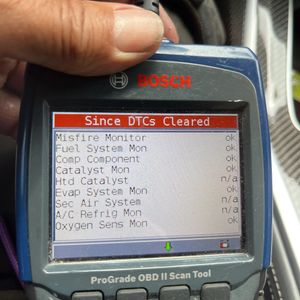 BOSCH
Since DTCs Cleared
Misfire Monitor ok
Fuel System Mon ok
Comp Component ok
Catalyst Mon ok
Htd Catalyst n/a
Evap System Mon ok
Sec Air System n/a
A/C Refrig Mon n/a
Oxygen Sens Mon ok
ProGrade OBD II Scan Tool